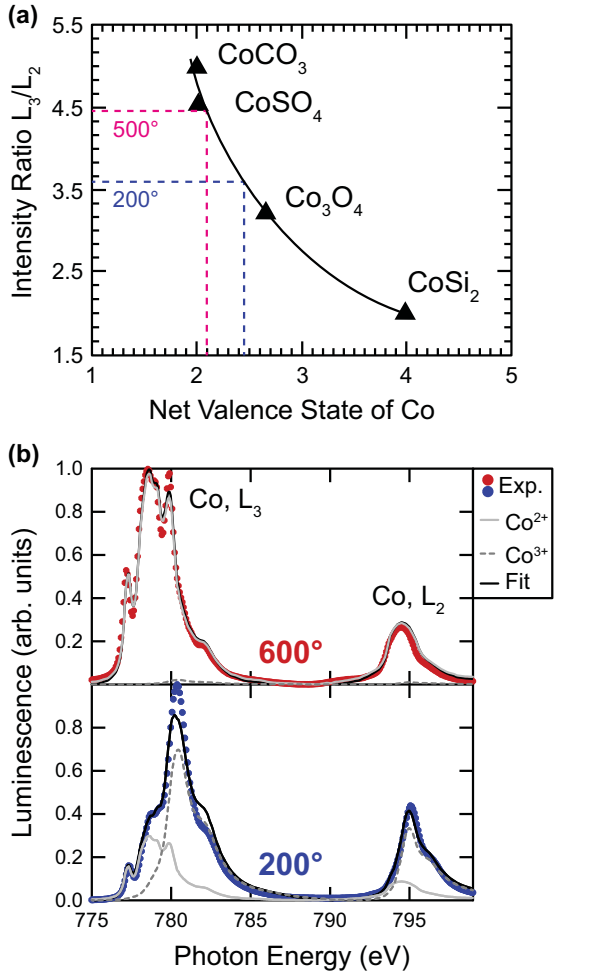 (a)
5.5
4.5
3.5
2.5
1.5
Intensity Ratio L₃/L₂
CoCO₃
CoSO₄
500°
200°
Co₃O₄
CoSi₂
1 2 3 4 5
Net Valence State of Co
(b)
1.0
0.8
0.6
0.4
0.2
Co, L₃
Co, L₂
600°
Exp.
Co²⁺
Co³⁺
Fit
Luminescence (arb. units)
0.8
0.6
0.4
0.2
0.0
200°
775 780 785 790 795
Photon Energy (eV)